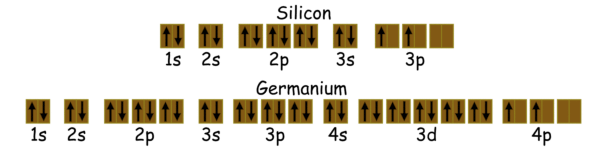 Silicon
1s 2s 2p 3s 3p
Germanium
1s 2s 2p 3s 3p 4s 3d 4p